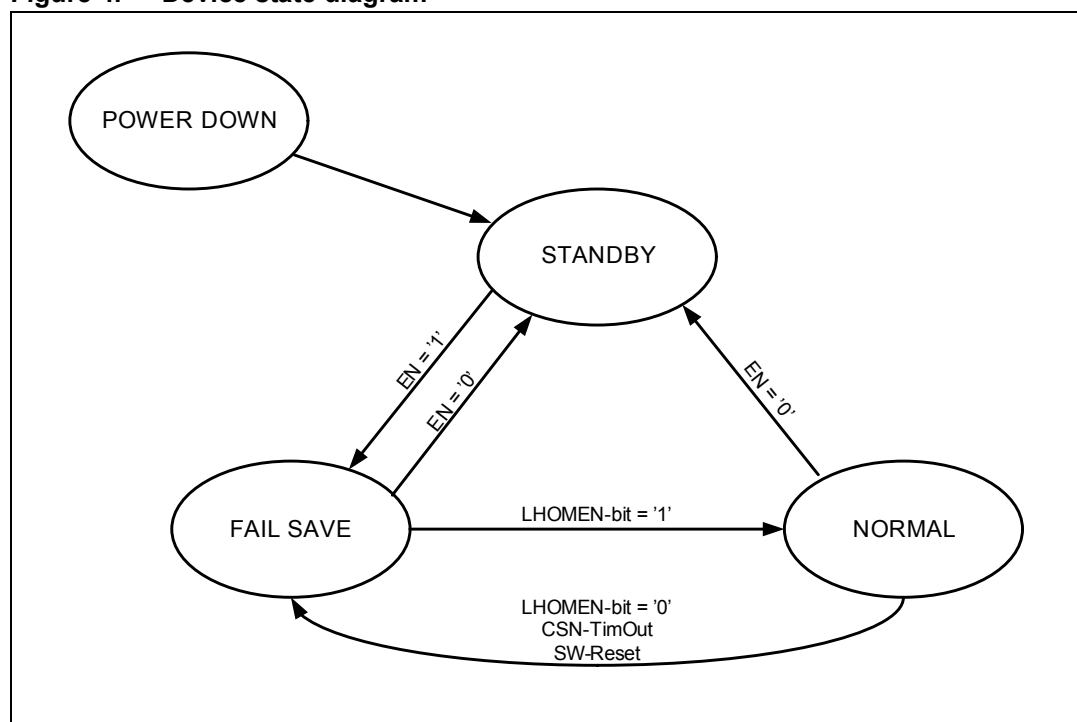 Figure 4. Device state diagram
POWER DOWN
STANDBY
EN = '1'
EN = '0'
EN = '0'
FAIL SAVE
LHOMEN-bit = '1'
NORMAL
LHOMEN-bit = '0'
CSN-TimOut
SW-Reset